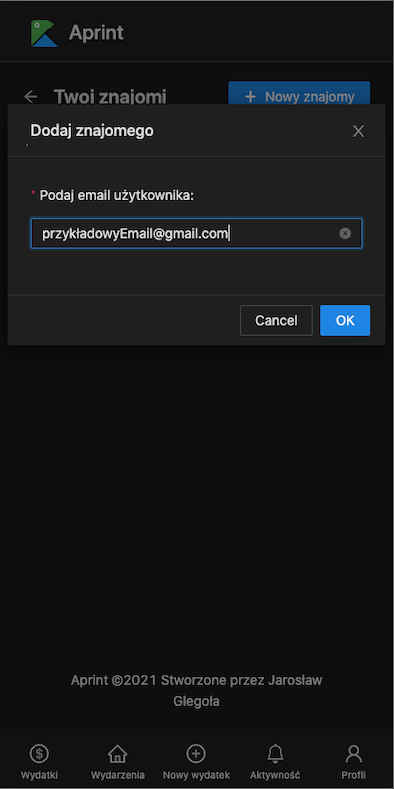 Aprint
Twoi znajomi
+ Nowy znajomy
Dodaj znajomego
* Podaj email użytkownika:
przykładowyEmail@gmail.com
Cancel
OK
Aprint ©2021 Stworzone przez Jarosław
Glegoła
Wydatki
Wydarzenia
Nowy wydatek
Aktywność
Profil